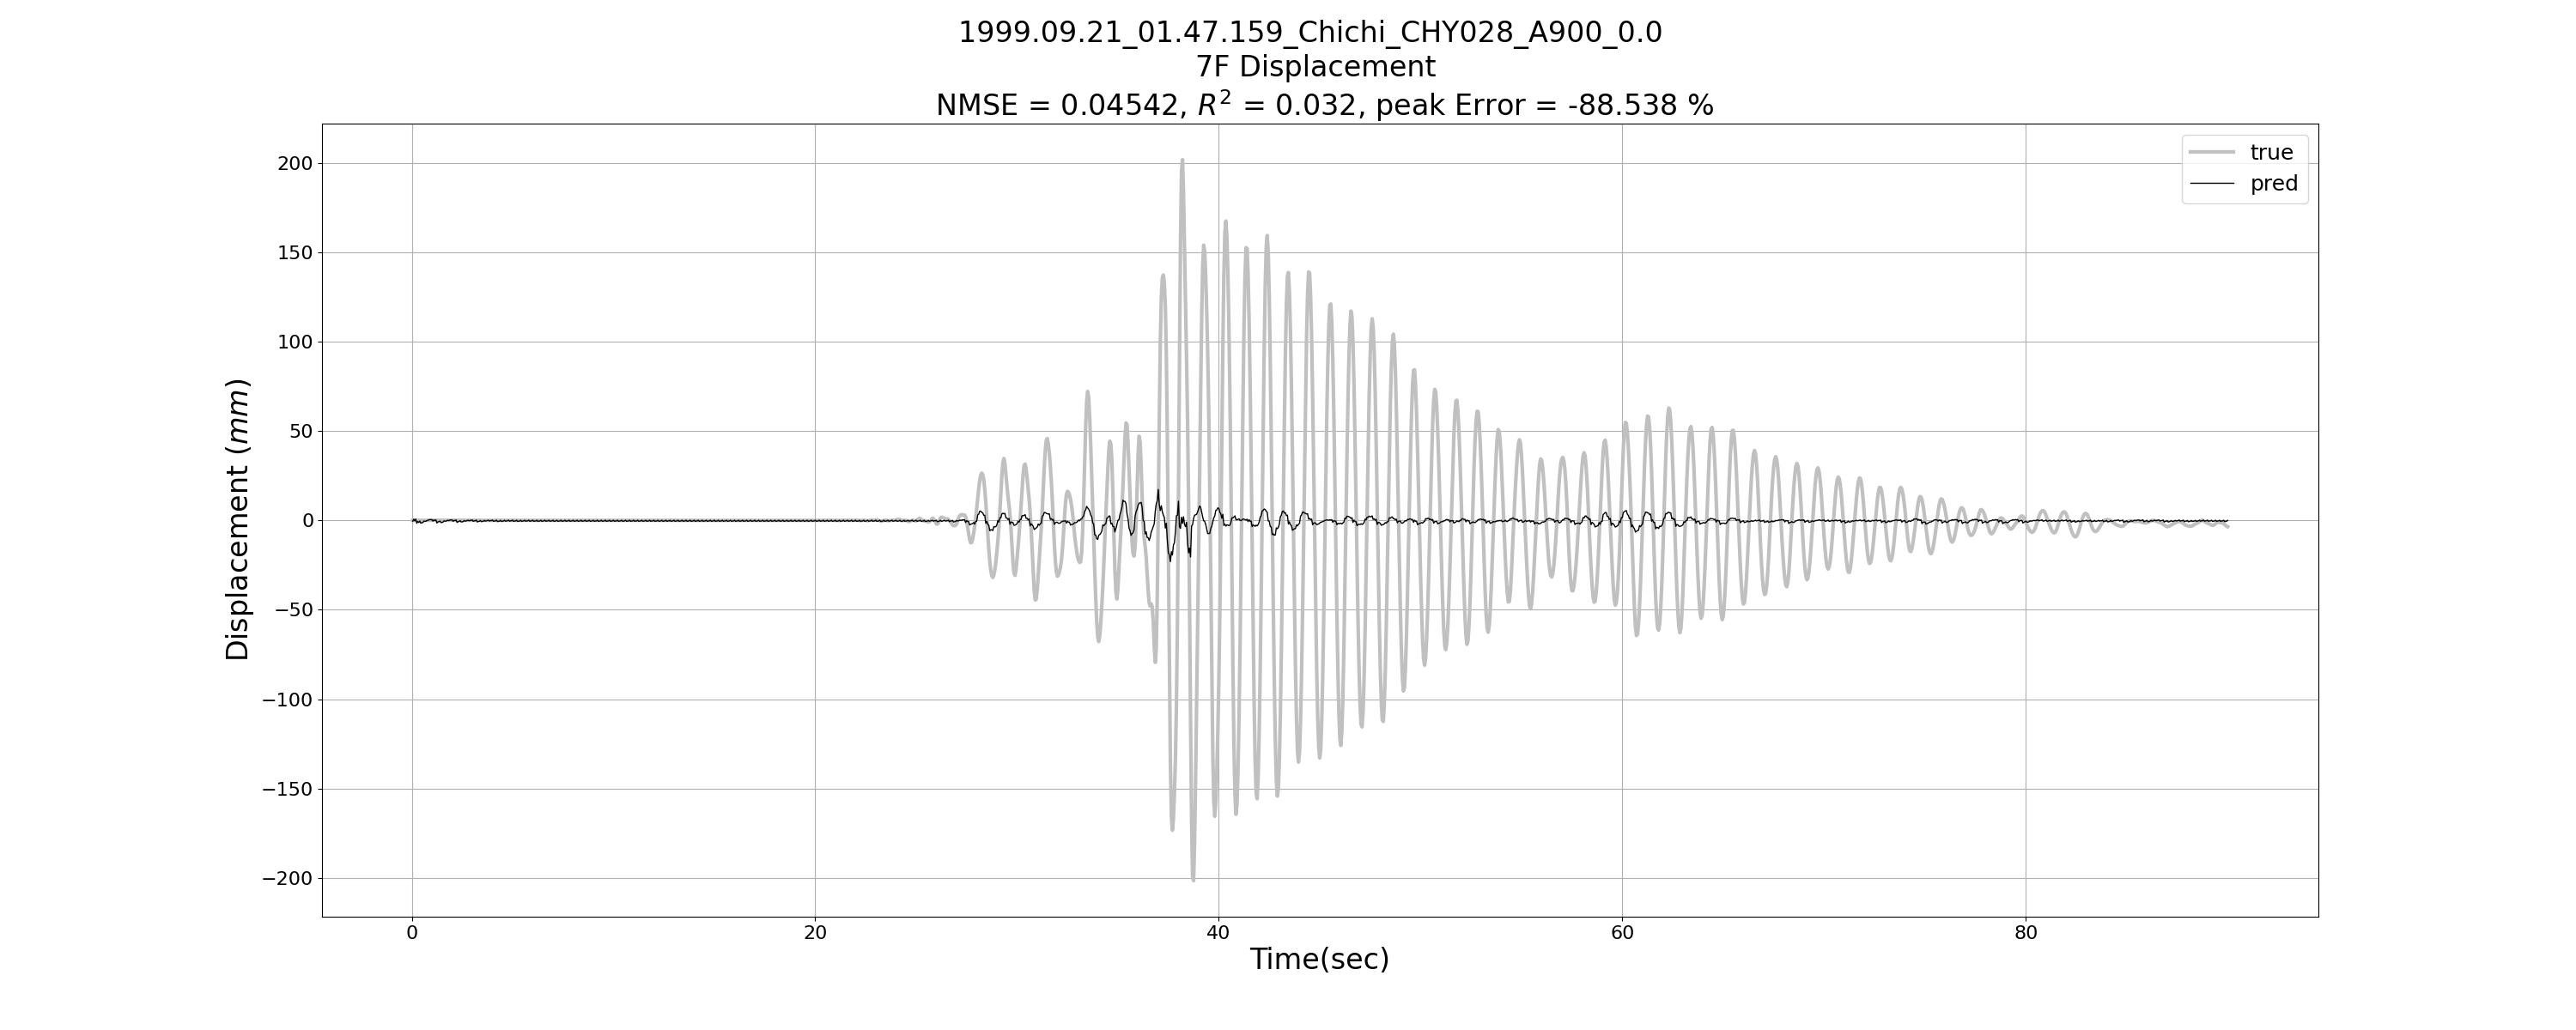 1999.09.21_01.47.159_Chichi_CHY028_A900_0.0
7F Displacement
NMSE = 0.04542, R² = 0.032, peak Error = -88.538 %
true
pred
200
150
100
50
0
−50
−100
−150
−200
Displacement (mm)
0 20 40 60 80
Time(sec)